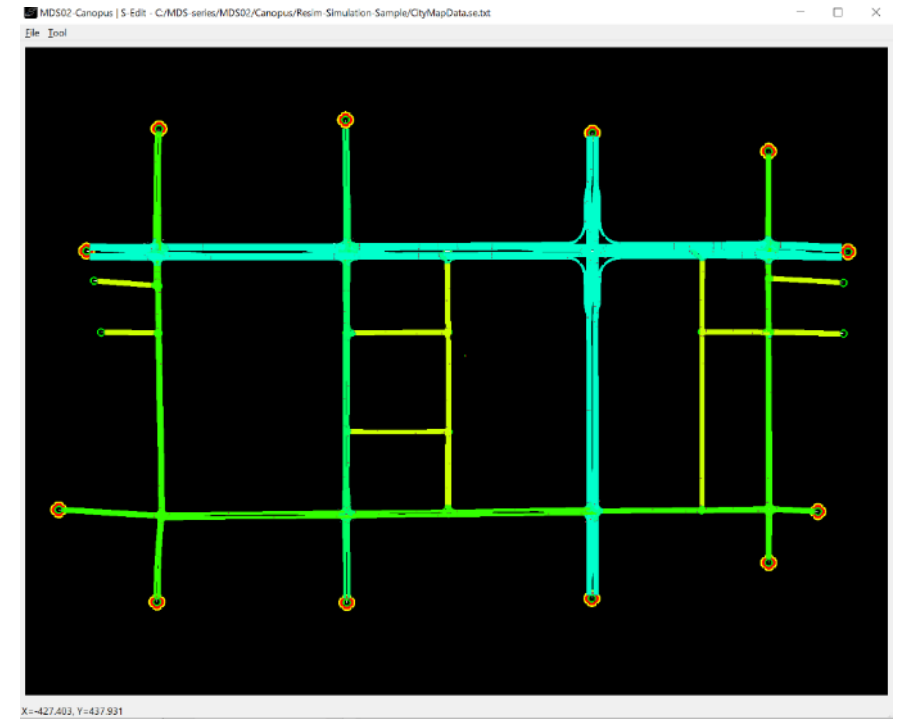 MDS02-Canopus | S-Edit - C:/MDS-series/MDS02/Canopus/Resim-Simulation-Sample/CityMapData.se.txt
File Tool
X=-427.403, Y=437.931